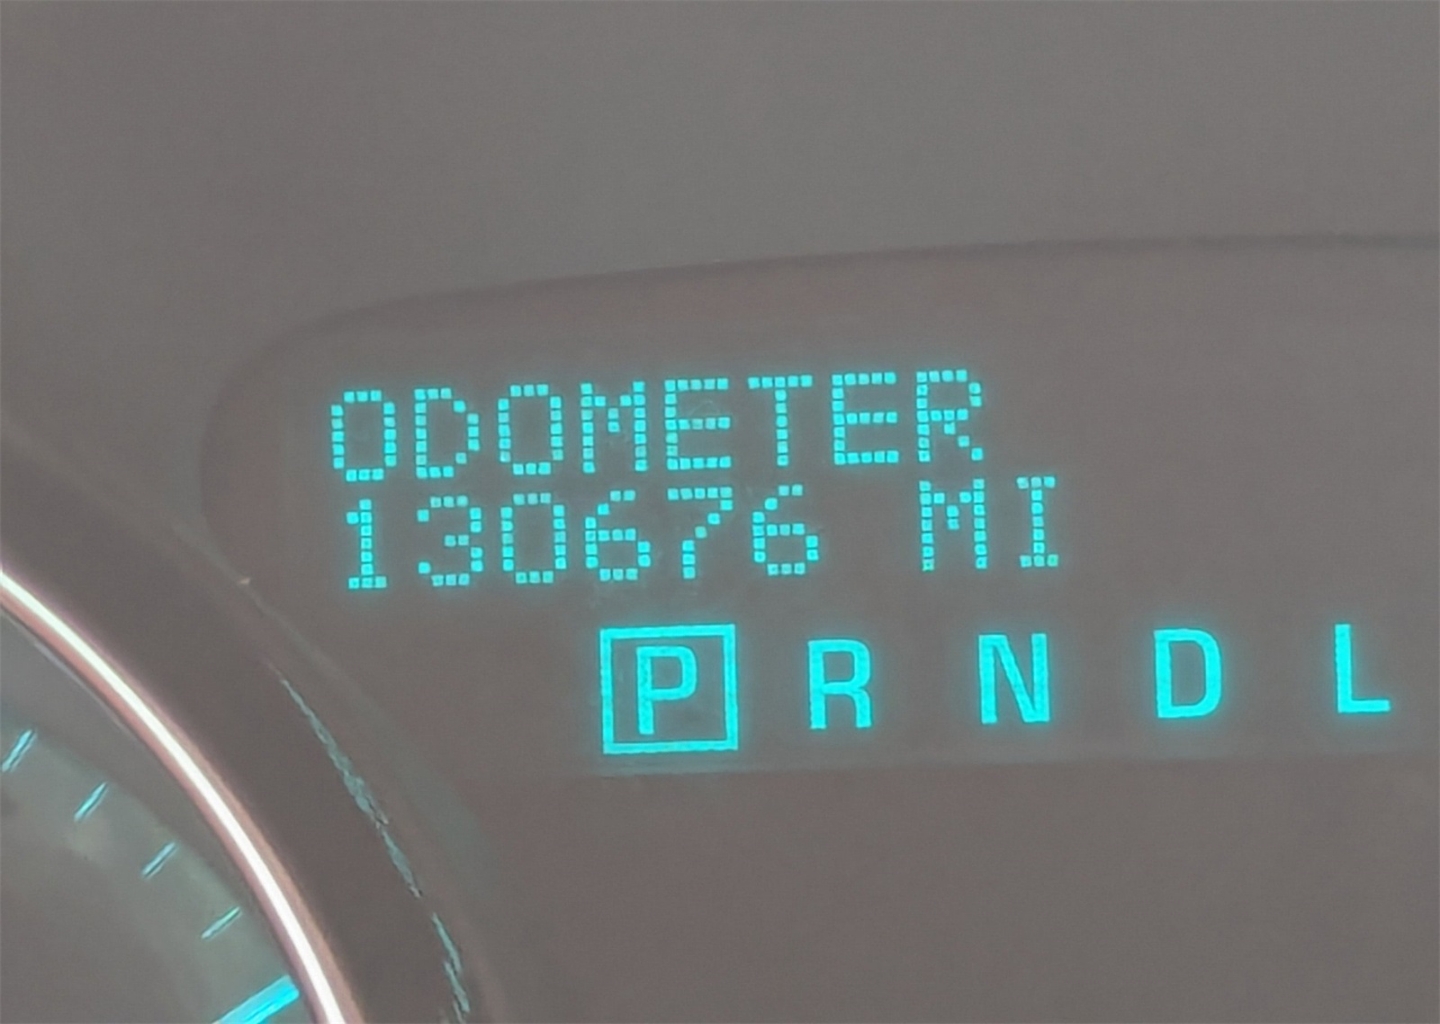 ODOMETER
130676 MI
P R N D L